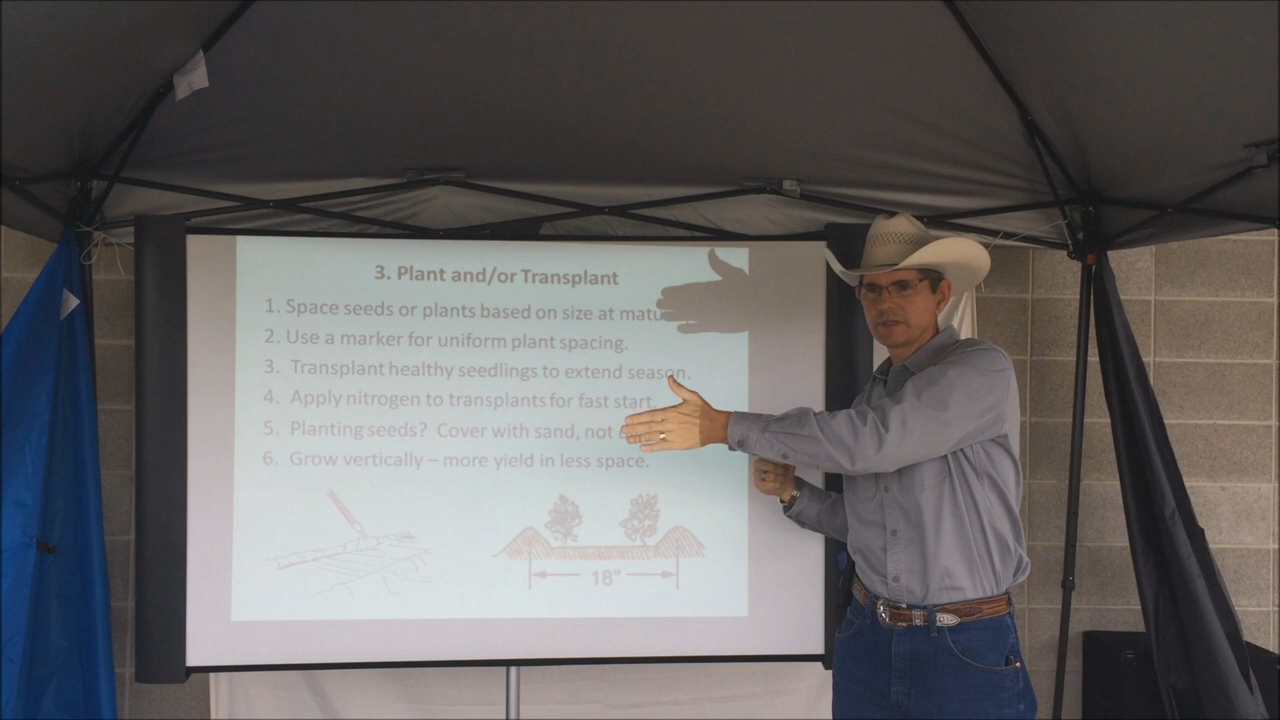 3. Plant and/or Transplant
1. Space seeds or plants based on size at
2. Use a marker for uniform plant spacing.
3. Transplant healthy seedlings to extend season.
4. Apply nitrogen to transplants for fast start.
5. Planting seeds? Cover with sand, not
6. Grow vertically – more yield in less space.
18"